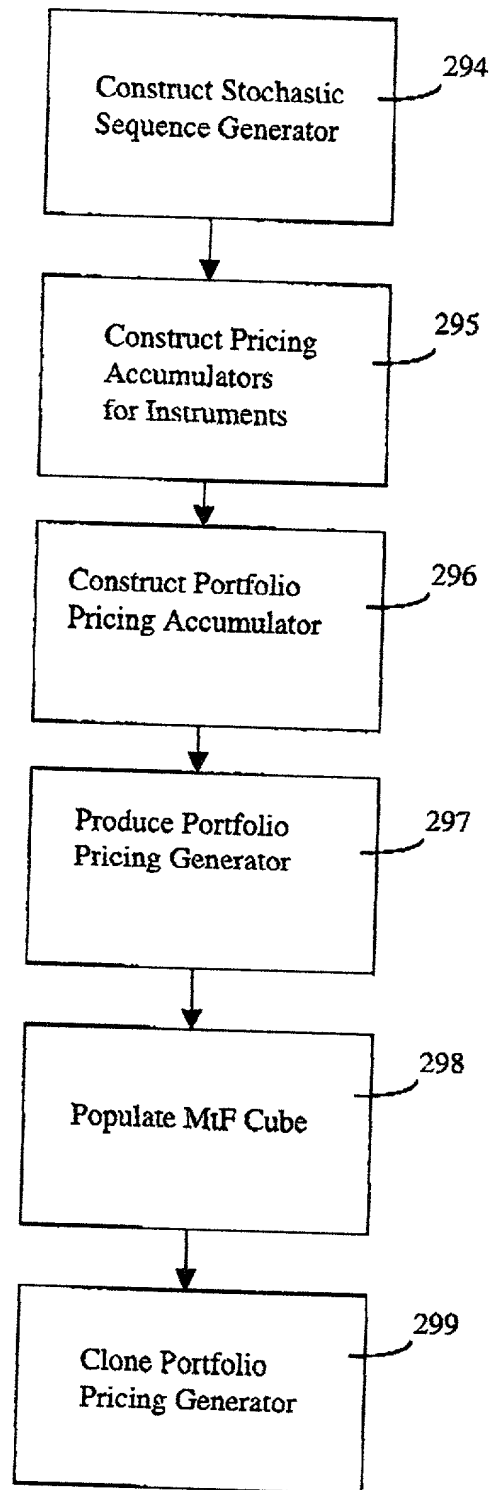 Construct Stochastic
Sequence Generator
294
Construct Pricing
Accumulators
for Instruments
295
Construct Portfolio
Pricing Accumulator
296
Produce Portfolio
Pricing Generator
297
Populate MtF Cube
298
Clone Portfolio
Pricing Generator
299